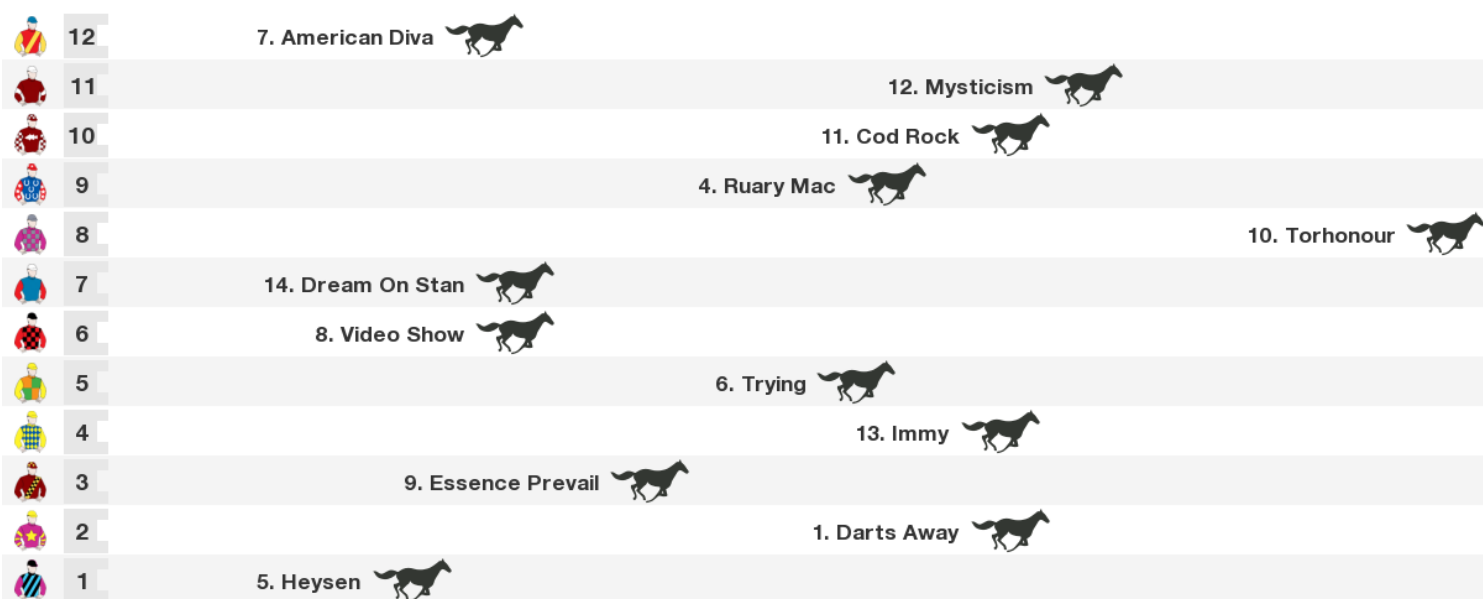 12 7. American Diva
11 12. Mysticism
10 11. Cod Rock
9 4. Ruary Mac
8 10. Torhonour
7 14. Dream On Stan
6 8. Video Show
5 6. Trying
4 13. Immy
3 9. Essence Prevail
2 1. Darts Away
1 5. Heysen